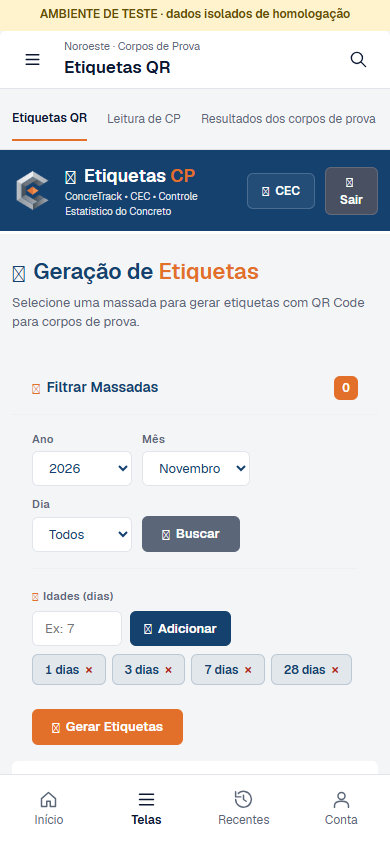 AMBIENTE DE TESTE · dados isolados de homologação
Noroeste · Corpos de Prova
Etiquetas QR
Etiquetas QR
Leitura de CP
Resultados dos corpos de prova
Etiquetas CP
ConcreTrack • CEC • Controle
Estatístico do Concreto
CEC
Sair
Geração de Etiquetas
Selecione uma massada para gerar etiquetas com QR Code
para corpos de prova.
Filtrar Massadas
0
Ano
Mês
2026
Novembro
Dia
Todos
Buscar
Idades (dias)
Ex: 7
Adicionar
1 dias ×
3 dias ×
7 dias ×
28 dias ×
Gerar Etiquetas
Início
Telas
Recentes
Conta